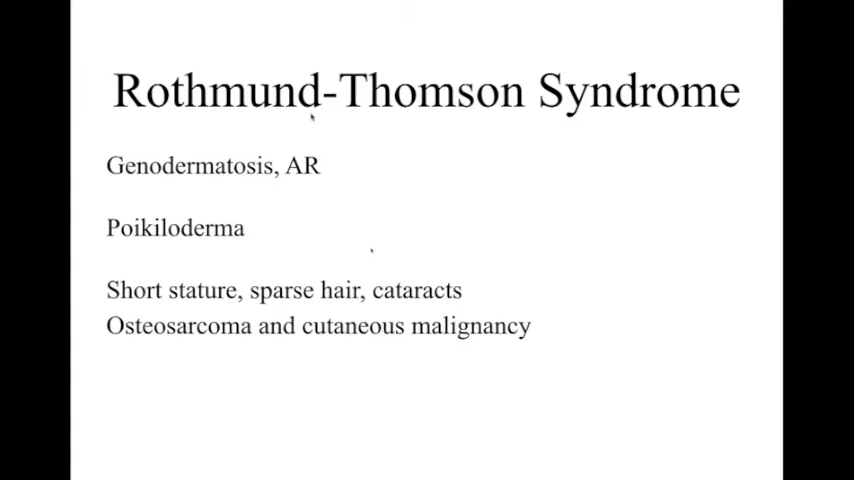 Rothmund-Thomson Syndrome
Genodermatosis, AR
Poikiloderma
Short stature, sparse hair, cataracts
Osteosarcoma and cutaneous malignancy